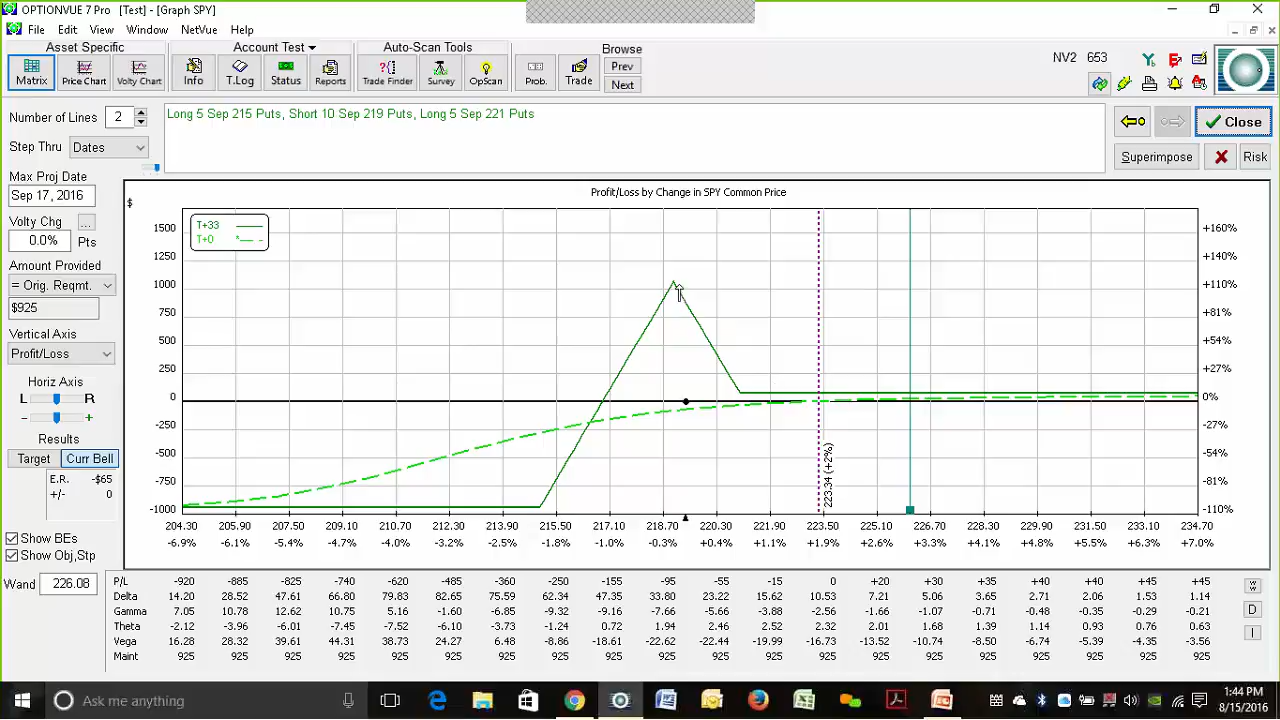 OPTIONVUE 7 Pro [Test] - [Graph SPY]
File Edit View Window NetVue Help
Asset Specific Account Test Auto-Scan Tools Browse
Matrix Price Chart Volty Chart Info T.Log Status Reports Trade Finder Survey OpScan Prob. Trade Prev Next NV2 653
Number of Lines 2
Long 5 Sep 215 Puts, Short 10 Sep 219 Puts, Long 5 Sep 221 Puts
Close
Step Thru Dates
Superimpose Risk
Max Proj Date
Sep 17, 2016
Volty Chg ...
0.0% Pts
Amount Provided
= Orig. Reqmt.
$925
Vertical Axis
Profit/Loss
Horiz Axis
L R
- +
Results
Target Curr Bell
E.R. -$65
+/- 0
Show BEs
Show Obj,Stp
Wand 226.08
Profit/Loss by Change in SPY Common Price
$
T+33
T+0 *
1500 +160%
1250 +140%
1000 +110%
750 +81%
500 +54%
250 +27%
0 0%
-250 -27%
-500 -54%
-750 -81%
-1000 -110%
223.34 (+2%)
204.30 205.90 207.50 209.10 210.70 212.30 213.90 215.50 217.10 218.70 220.30 221.90 223.50 225.10 226.70 228.30 229.90 231.50 233.10 234.70
-6.9% -6.1% -5.4% -4.7% -4.0% -3.2% -2.5% -1.8% -1.0% -0.3% +0.4% +1.1% +1.9% +2.6% +3.3% +4.1% +4.8% +5.5% +6.3% +7.0%
P/L -920 -885 -825 -740 -620 -485 -360 -250 -155 -95 -55 -15 0 +20 +30 +35 +40 +40 +45 +45
Delta 14.20 28.52 47.61 66.80 79.83 82.65 75.59 62.34 47.35 33.80 23.22 15.62 10.53 7.21 5.06 3.65 2.71 2.06 1.53 1.14
Gamma 7.05 10.78 12.62 10.75 5.16 -1.60 -6.85 -9.32 -9.16 -7.66 -5.66 -3.88 -2.56 -1.66 -1.07 -0.71 -0.48 -0.35 -0.29 -0.21
Theta -2.12 -3.96 -6.01 -7.45 -7.52 -6.10 -3.73 -1.24 0.72 1.94 2.46 2.52 2.32 2.01 1.68 1.39 1.14 0.93 0.76 0.63
Vega 16.28 28.32 39.61 44.31 38.73 24.27 6.48 -8.86 -18.61 -22.62 -22.44 -19.99 -16.73 -13.52 -10.74 -8.50 -6.74 -5.39 -4.35 -3.56
Maint 925 925 925 925 925 925 925 925 925 925 925 925 925 925 925 925 925 925 925 925
W
D
I
Ask me anything
1:44 PM
8/15/2016